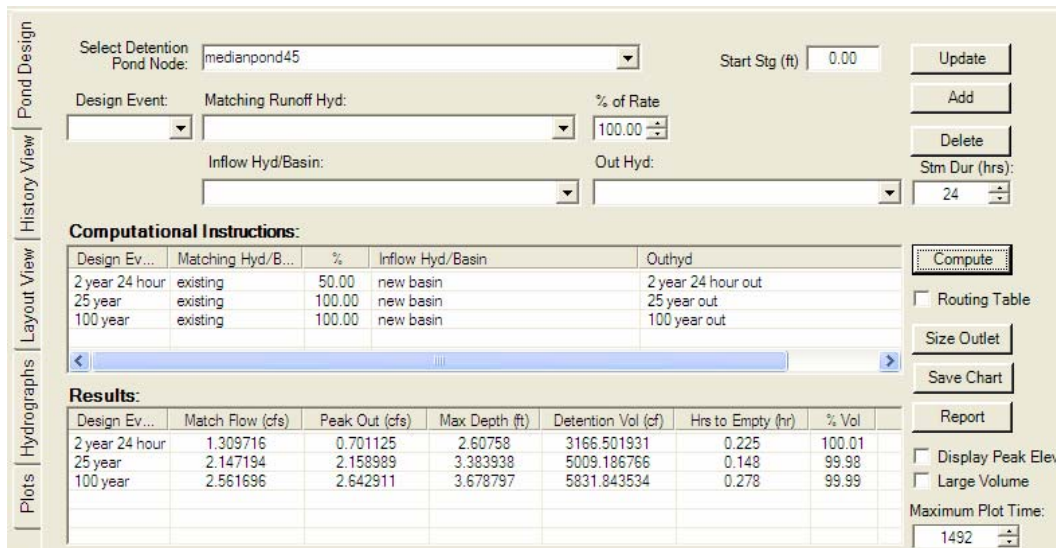 Pond Design
History View
Layout View
Hydrographs
Plots
Select Detention
Pond Node:
medianpond45
Start Stg (ft) 0.00
Update
Design Event: Matching Runoff Hyd: % of Rate
100.00
Add
Delete
Inflow Hyd/Basin: Out Hyd:
Stm Dur (hrs):
24
Computational Instructions:
Design Ev... Matching Hyd/B... % Inflow Hyd/Basin Outhyd
2 year 24 hour existing 50.00 new basin 2 year 24 hour out
25 year existing 100.00 new basin 25 year out
100 year existing 100.00 new basin 100 year out
Compute
Routing Table
Size Outlet
Save Chart
Results:
Design Ev... Match Flow (cfs) Peak Out (cfs) Max Depth (ft) Detention Vol (cf) Hrs to Empty (hr) % Vol
2 year 24 hour 1.309716 0.701125 2.60758 3166.501931 0.225 100.01
25 year 2.147194 2.158989 3.383938 5009.186766 0.148 99.98
100 year 2.561696 2.642911 3.678797 5831.843534 0.278 99.99
Report
Display Peak Elev
Large Volume
Maximum Plot Time:
1492